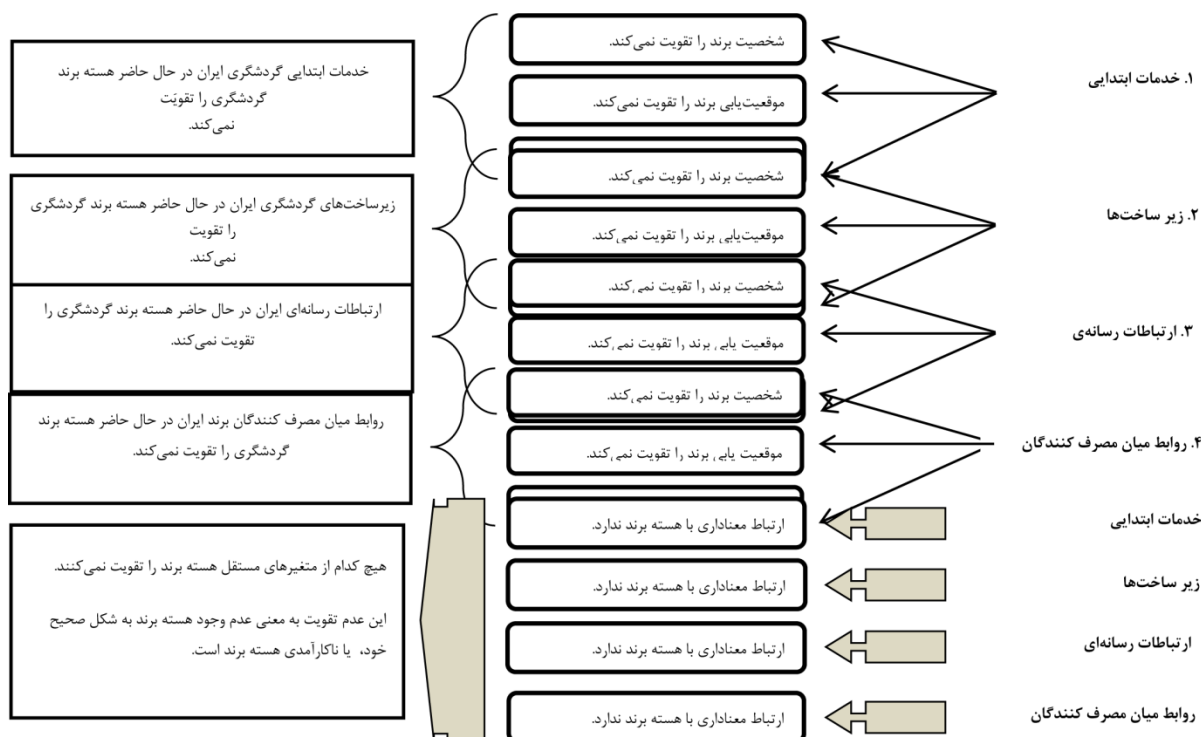 ۱. خدمات ابتدایی
شخصیت برند را تقویت نمی‌کند.
موقعیت‌یابی برند را تقویت نمی‌کند.
خدمات ابتدایی گردشگری ایران در حال حاضر هسته برند
گردشگری را تقویّت
نمی‌کند.
۲. زیر ساخت‌ها
شخصیت برند را تقویت نمی‌کند.
موقعیت‌یابی برند را تقویت نمی‌کند.
زیرساخت‌های گردشگری ایران در حال حاضر هسته برند گردشگری
را تقویت
نمی‌کند.
۳. ارتباطات رسانه‌ی
شخصیت برند را تقویت نمی‌کند.
موقعیت یابی برند را تقویت نمی‌کند.
ارتباطات رسانه‌ای ایران در حال حاضر هسته برند گردشگری را
تقویت نمی‌کند.
۴. روابط میان مصرف کنندگان
شخصیت برند را تقویت نمی‌کند.
موقعیت یابی برند را تقویت نمی‌کند.
روابط میان مصرف کنندگان برند ایران در حال حاضر هسته برند
گردشگری را تقویت نمی‌کند.
خدمات ابتدایی
ارتباط معناداری با هسته برند ندارد.
زیر ساخت‌ها
ارتباط معناداری با هسته برند ندارد.
ارتباطات رسانه‌ای
ارتباط معناداری با هسته برند ندارد.
روابط میان مصرف کنندگان
ارتباط معناداری با هسته برند ندارد.
هیچ کدام از متغیرهای مستقل هسته برند را تقویت نمی‌کنند.
این عدم تقویت به معنی عدم وجود هسته برند به شکل صحیح
خود، یا ناکارآمدی هسته برند است.